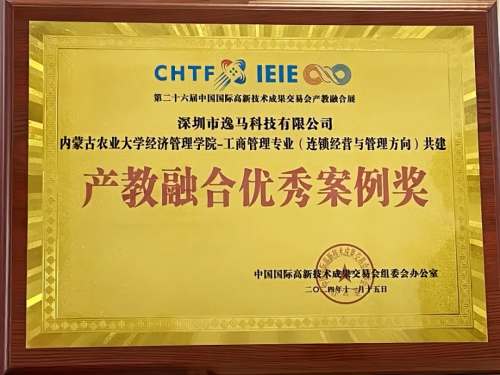 CHTF IEIE
第二十六届中国国际高新技术成果交易会产教融合展
深圳市逸马科技有限公司
内蒙古农业大学经济管理学院-工商管理专业（连锁经营与管理方向）共建
产教融合优秀案例奖
中国国际高新技术成果交易会组委会办公室
二〇二四年十一月十五日